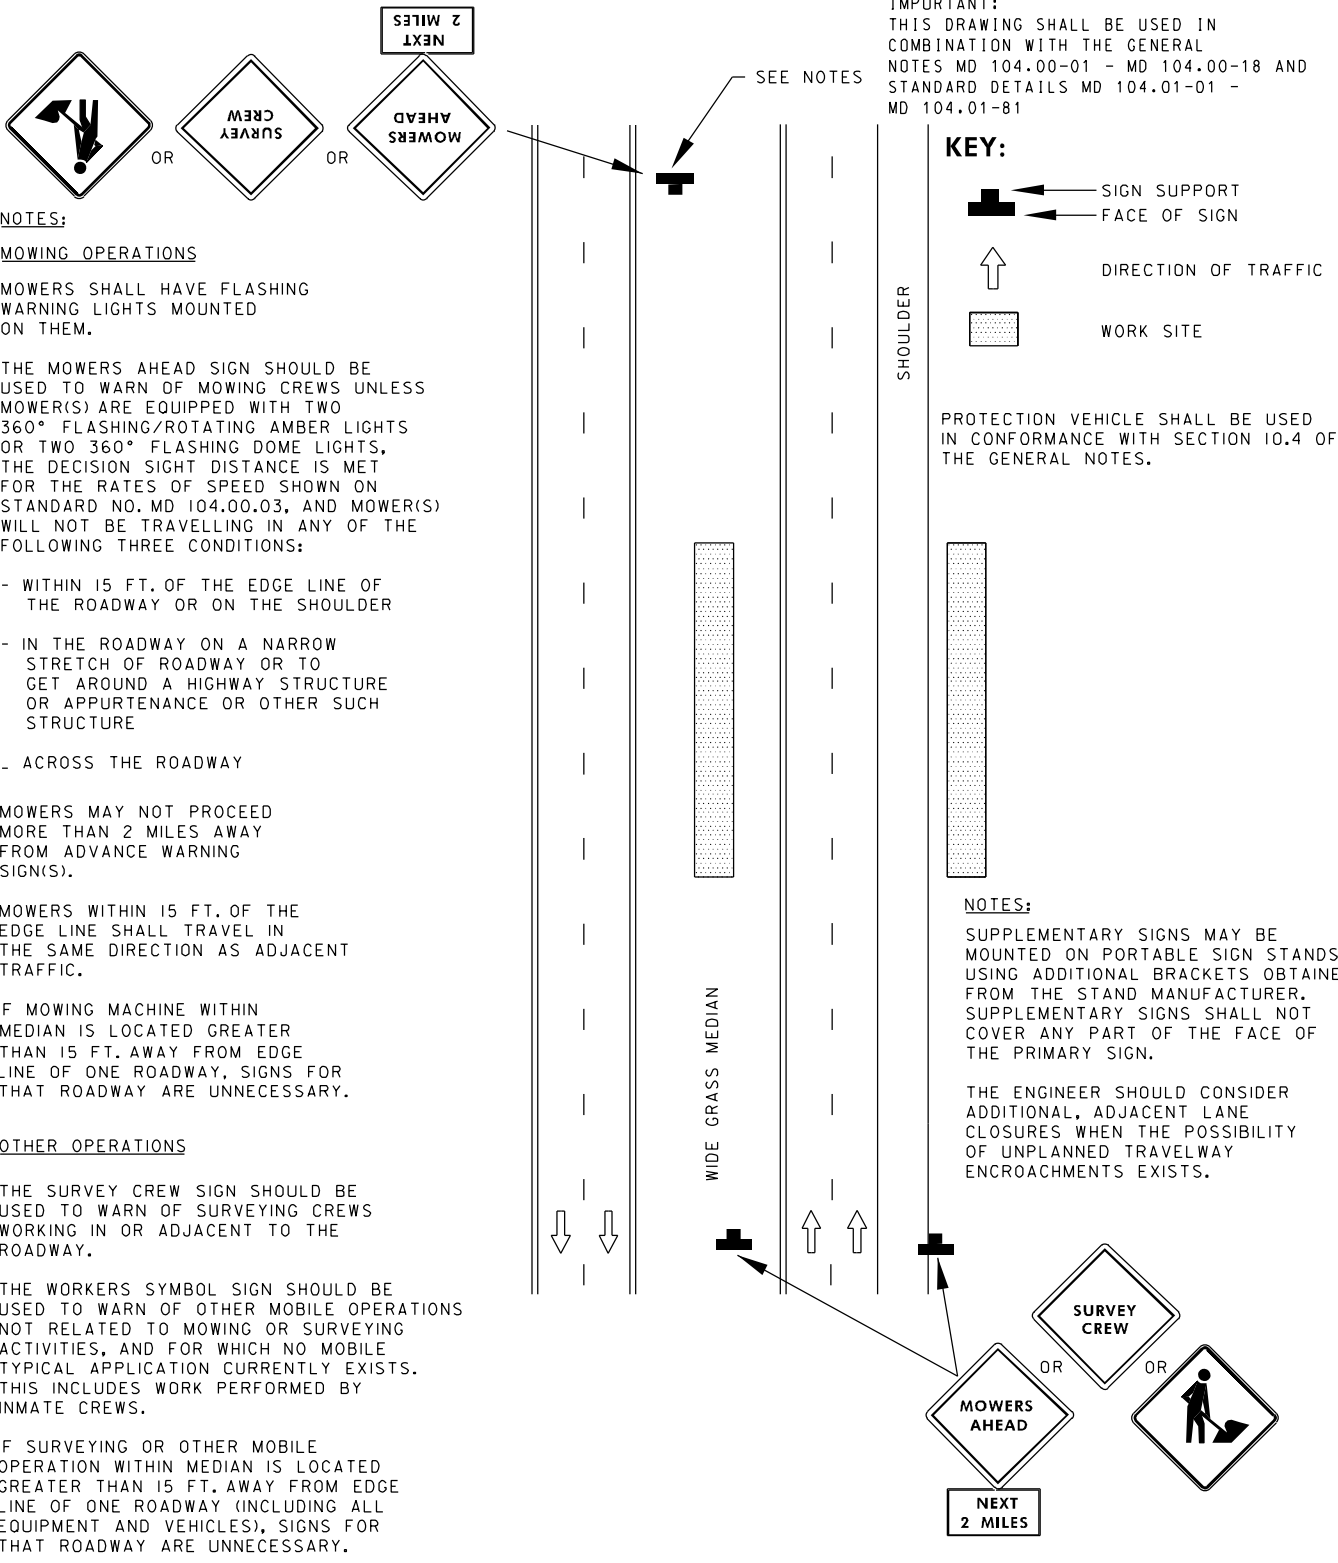 NEXT
2 MILES
MOWERS
AHEAD
OR
SURVEY
CREW
OR
SEE NOTES
IMPORTANT:
THIS DRAWING SHALL BE USED IN
COMBINATION WITH THE GENERAL
NOTES MD 104.00-01 - MD 104.00-18 AND
STANDARD DETAILS MD 104.01-01 -
MD 104.01-81
KEY:
SIGN SUPPORT
FACE OF SIGN
DIRECTION OF TRAFFIC
WORK SITE
PROTECTION VEHICLE SHALL BE USED
IN CONFORMANCE WITH SECTION 10.4 OF
THE GENERAL NOTES.
NOTES:
MOWING OPERATIONS
MOWERS SHALL HAVE FLASHING
WARNING LIGHTS MOUNTED
ON THEM.
THE MOWERS AHEAD SIGN SHOULD BE
USED TO WARN OF MOWING CREWS UNLESS
MOWER(S) ARE EQUIPPED WITH TWO
360° FLASHING/ROTATING AMBER LIGHTS
OR TWO 360° FLASHING DOME LIGHTS,
THE DECISION SIGHT DISTANCE IS MET
FOR THE RATES OF SPEED SHOWN ON
STANDARD NO. MD 104.00.03, AND MOWER(S)
WILL NOT BE TRAVELLING IN ANY OF THE
FOLLOWING THREE CONDITIONS:
- WITHIN 15 FT. OF THE EDGE LINE OF
THE ROADWAY OR ON THE SHOULDER
- IN THE ROADWAY ON A NARROW
STRETCH OF ROADWAY OR TO
GET AROUND A HIGHWAY STRUCTURE
OR APPURTENANCE OR OTHER SUCH
STRUCTURE
_ ACROSS THE ROADWAY
MOWERS MAY NOT PROCEED
MORE THAN 2 MILES AWAY
FROM ADVANCE WARNING
SIGN(S).
MOWERS WITHIN 15 FT. OF THE
EDGE LINE SHALL TRAVEL IN
THE SAME DIRECTION AS ADJACENT
TRAFFIC.
F MOWING MACHINE WITHIN
MEDIAN IS LOCATED GREATER
THAN 15 FT. AWAY FROM EDGE
LINE OF ONE ROADWAY, SIGNS FOR
THAT ROADWAY ARE UNNECESSARY.
OTHER OPERATIONS
THE SURVEY CREW SIGN SHOULD BE
USED TO WARN OF SURVEYING CREWS
WORKING IN OR ADJACENT TO THE
ROADWAY.
THE WORKERS SYMBOL SIGN SHOULD BE
USED TO WARN OF OTHER MOBILE OPERATIONS
NOT RELATED TO MOWING OR SURVEYING
ACTIVITIES, AND FOR WHICH NO MOBILE
TYPICAL APPLICATION CURRENTLY EXISTS.
THIS INCLUDES WORK PERFORMED BY
INMATE CREWS.
F SURVEYING OR OTHER MOBILE
OPERATION WITHIN MEDIAN IS LOCATED
GREATER THAN 15 FT. AWAY FROM EDGE
LINE OF ONE ROADWAY (INCLUDING ALL
EQUIPMENT AND VEHICLES), SIGNS FOR
THAT ROADWAY ARE UNNECESSARY.
SHOULDER
WIDE GRASS MEDIAN
NOTES:
SUPPLEMENTARY SIGNS MAY BE
MOUNTED ON PORTABLE SIGN STANDS
USING ADDITIONAL BRACKETS OBTAINE
FROM THE STAND MANUFACTURER.
SUPPLEMENTARY SIGNS SHALL NOT
COVER ANY PART OF THE FACE OF
THE PRIMARY SIGN.
THE ENGINEER SHOULD CONSIDER
ADDITIONAL, ADJACENT LANE
CLOSURES WHEN THE POSSIBILITY
OF UNPLANNED TRAVELWAY
ENCROACHMENTS EXISTS.
SURVEY
CREW
OR
OR
MOWERS
AHEAD
NEXT
2 MILES